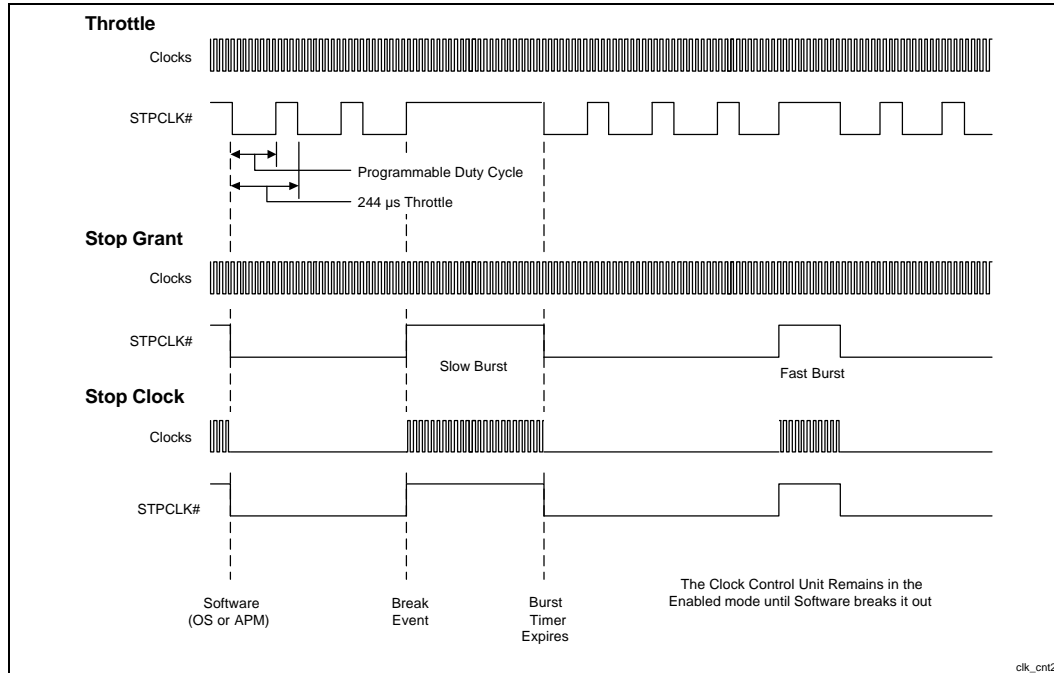 Throttle
Clocks
STPCLK#
Programmable Duty Cycle
244 µs Throttle
Stop Grant
Clocks
STPCLK#
Slow Burst
Fast Burst
Stop Clock
Clocks
STPCLK#
Software
(OS or APM)
Break
Event
Burst
Timer
Expires
The Clock Control Unit Remains in the
Enabled mode until Software breaks it out
clk_cnt2